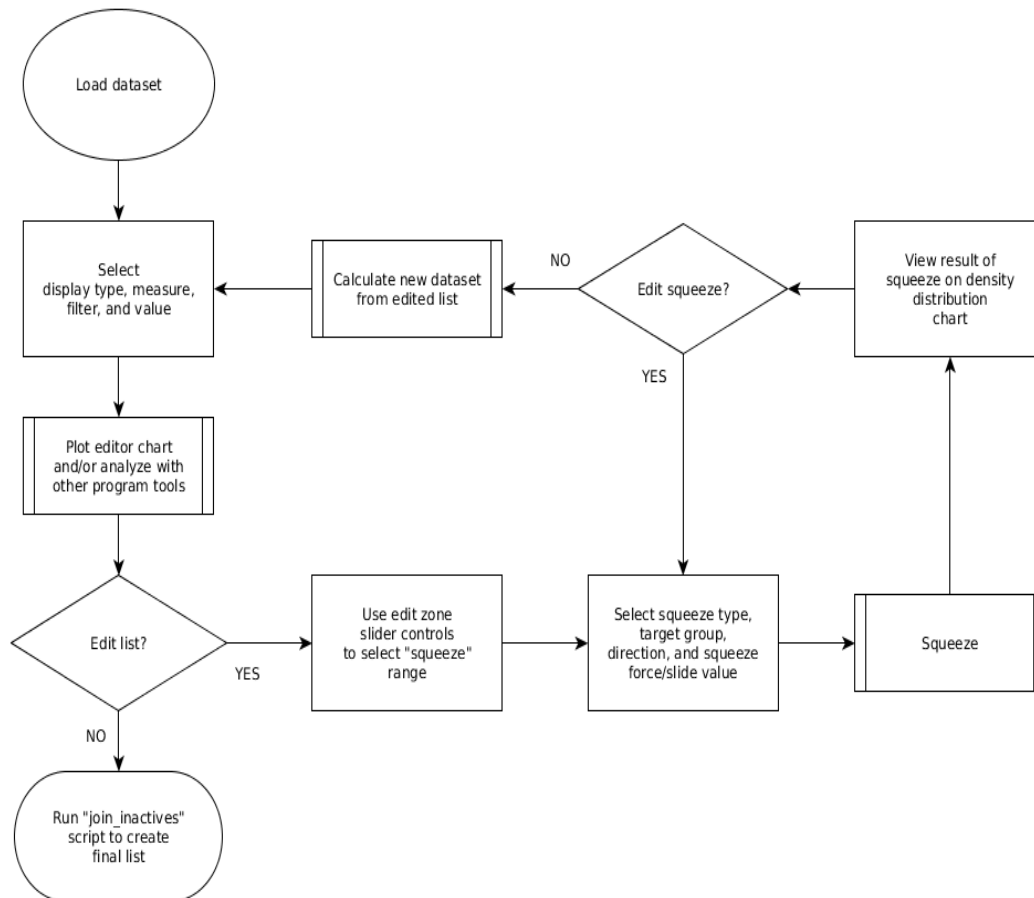 Load dataset
Select
display type, measure,
filter, and value
Calculate new dataset
from edited list
NO
Edit squeeze?
YES
View result of
squeeze on density
distribution
chart
Plot editor chart
and/or analyze with
other program tools
Edit list?
YES
NO
Use edit zone
slider controls
to select "squeeze"
range
Select squeeze type,
target group,
direction, and squeeze
force/slide value
Squeeze
Run "join_inactives"
script to create
final list